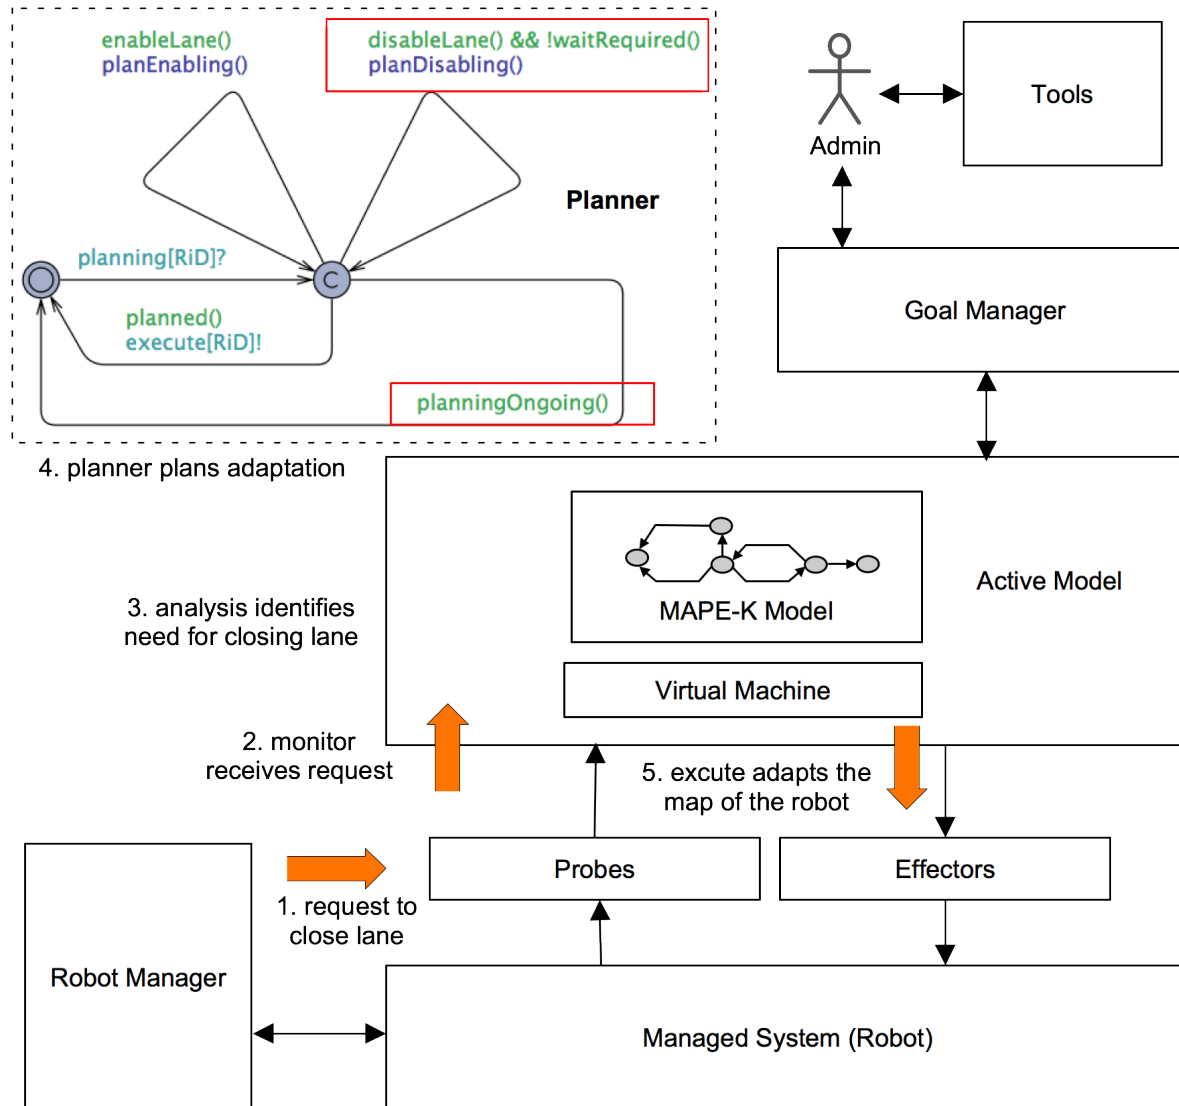 enableLane()
planEnabling()
disableLane() && !waitRequired()
planDisabling()
Planner
planning[RiD]?
C
planned()
execute[RiD]!
planningOngoing()
4. planner plans adaptation
Admin
Tools
Goal Manager
Active Model
MAPE-K Model
Virtual Machine
3. analysis identifies
need for closing lane
2. monitor
receives request
5. excute adapts the
map of the robot
Probes
Effectors
1. request to
close lane
Robot Manager
Managed System (Robot)